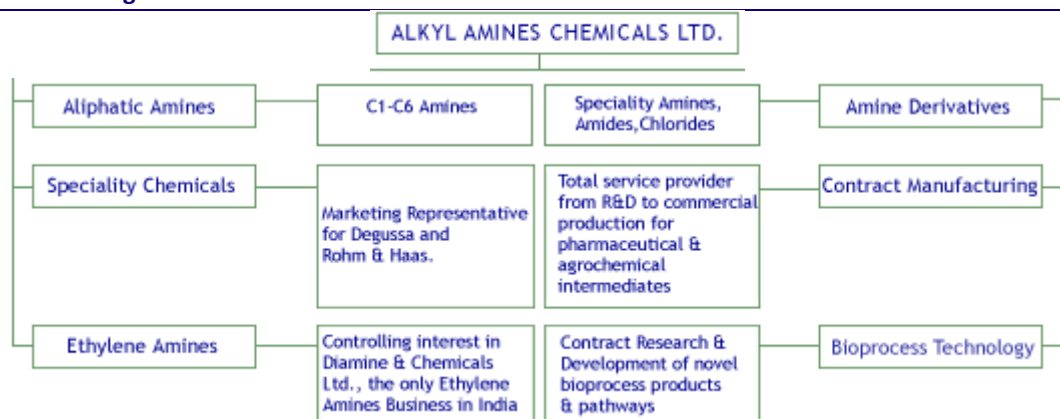 ALKYL AMINES CHEMICALS LTD.
Aliphatic Amines
C1-C6 Amines
Speciality Amines,
Amides,Chlorides
Amine Derivatives
Speciality Chemicals
Marketing Representative
for Degussa and
Rohm & Haas.
Total service provider
from R&D to commercial
production for
pharmaceutical &
agrochemical
intermediates
Contract Manufacturing
Ethylene Amines
Controlling interest in
Diamine & Chemicals
Ltd., the only Ethylene
Amines Business in India
Contract Research &
Development of novel
bioprocess products
& pathways
Bioprocess Technology